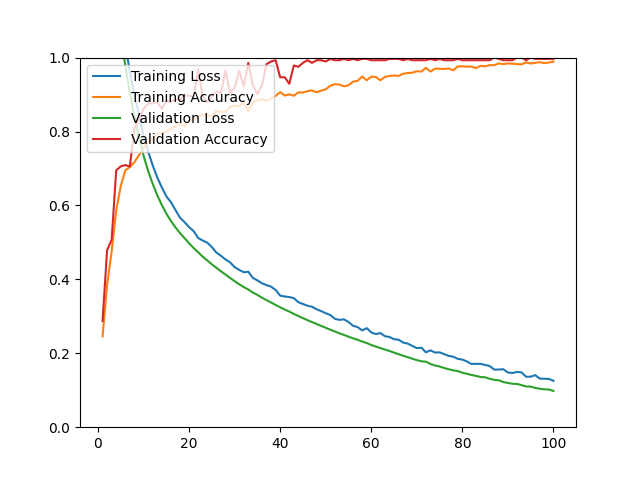 Training Loss
Training Accuracy
Validation Loss
Validation Accuracy
1.0
0.8
0.6
0.4
0.2
0.0
0 20 40 60 80 100